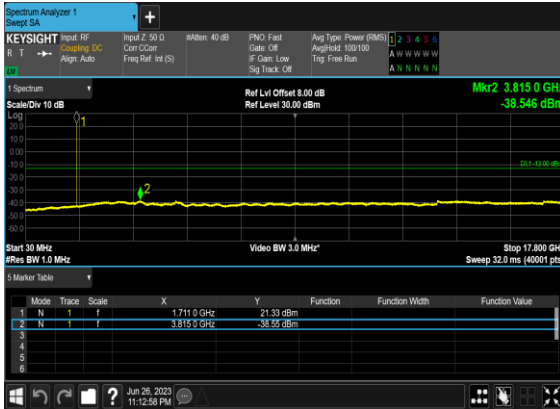 Spectrum Analyzer 1
Swept SA
+
KEYSIGHT Input: RF Input Z: 50 Ω #Atten: 40 dB PNO: Fast Avg Type: Power (RMS) 1 2 3 4 5 6
R T Coupling: DC Corr CCorr Gate: Off Avg|Hold: 100/100 A W W W W W
Align: Auto Freq Ref: Int (S) IF Gain: Low Trig: Free Run
Sig Track: Off A N N N N N
1 Spectrum Ref Lvl Offset 8.00 dB Mkr2 3.815 0 GHz
Scale/Div 10 dB Ref Level 30.00 dBm -38.546 dBm
Log
20.0
10.0
0.00
-10.0 DL1 -13.00 dBm
-20.0
-30.0
-40.0
-50.0
-60.0
1
2
Start 30 MHz Video BW 3.0 MHz* Stop 17.800 GH
#Res BW 1.0 MHz Sweep 32.0 ms (40001 pts
5 Marker Table
Mode Trace Scale X Y Function Function Width Function Value
1 N 1 f 1.711 0 GHz 21.33 dBm
2 N 1 f 3.815 0 GHz -38.55 dBm
3
4
5
6
? Jun 26, 2023
11:12:58 PM